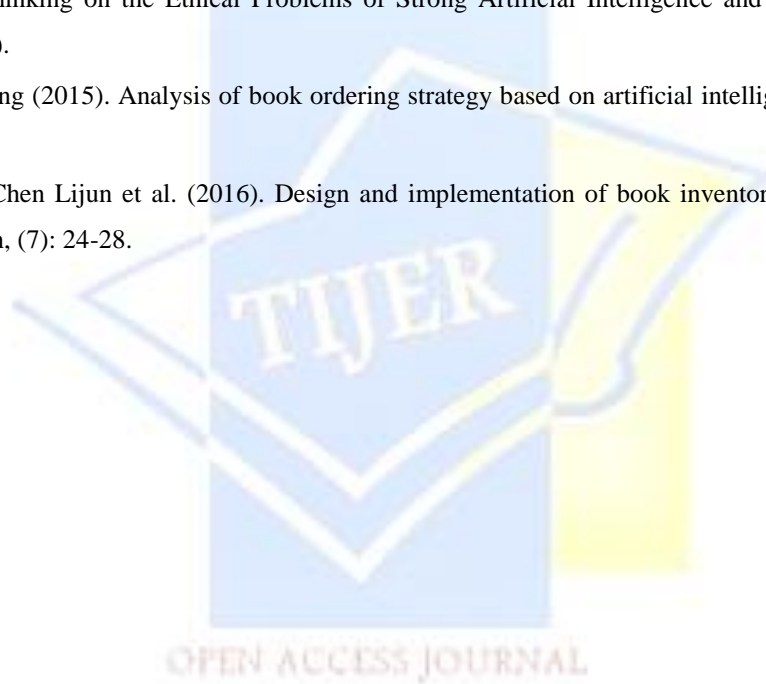 inking on the Ethical Problems of Strong Artificial Intelligence and
).
ng (2015). Analysis of book ordering strategy based on artificial intellig
Chen Lijun et al. (2016). Design and implementation of book inventor
n, (7): 24-28.
TIJER
OPEN ACCESS JOURNAL